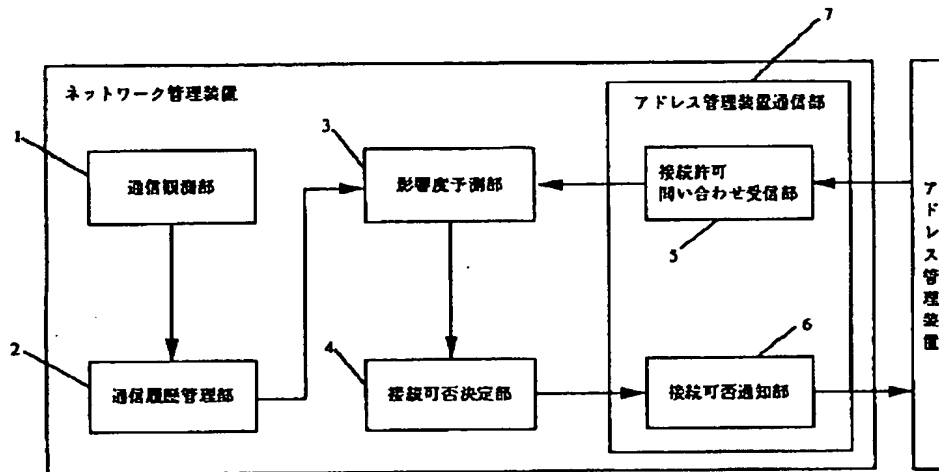 7
ネットワーク管理装置
アドレス管理装置通信部
1
3
通信観測部
影響度予測部
接続許可
問い合わせ受信部
5
アドレス管理装置
2
4
6
通信履歴管理部
接続可否決定部
接続可否通知部